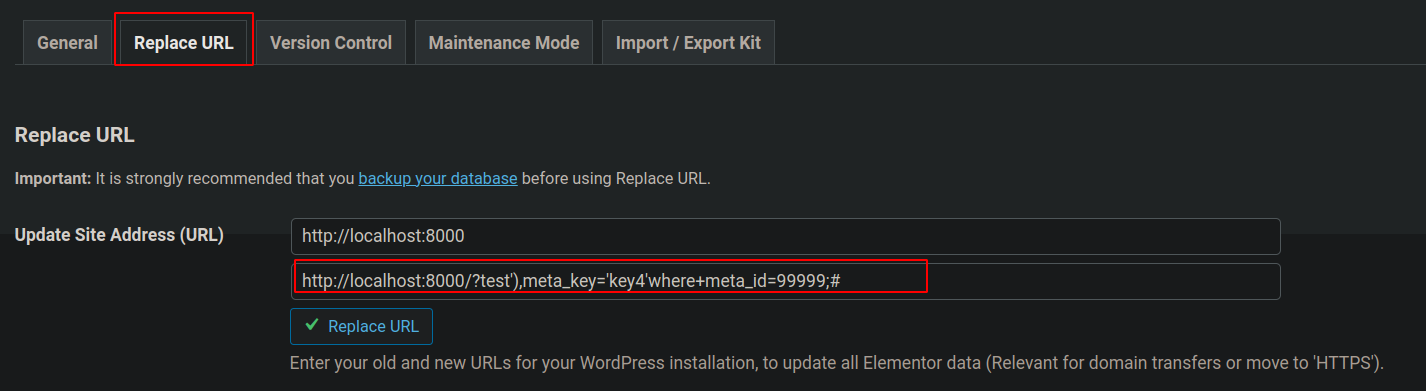 General Replace URL Version Control Maintenance Mode Import / Export Kit
Replace URL
Important: It is strongly recommended that you backup your database before using Replace URL.
Update Site Address (URL) http://localhost:8000
http://localhost:8000/?test'),meta_key='key4'where+meta_id=99999;#
Replace URL
Enter your old and new URLs for your WordPress installation, to update all Elementor data (Relevant for domain transfers or move to 'HTTPS').